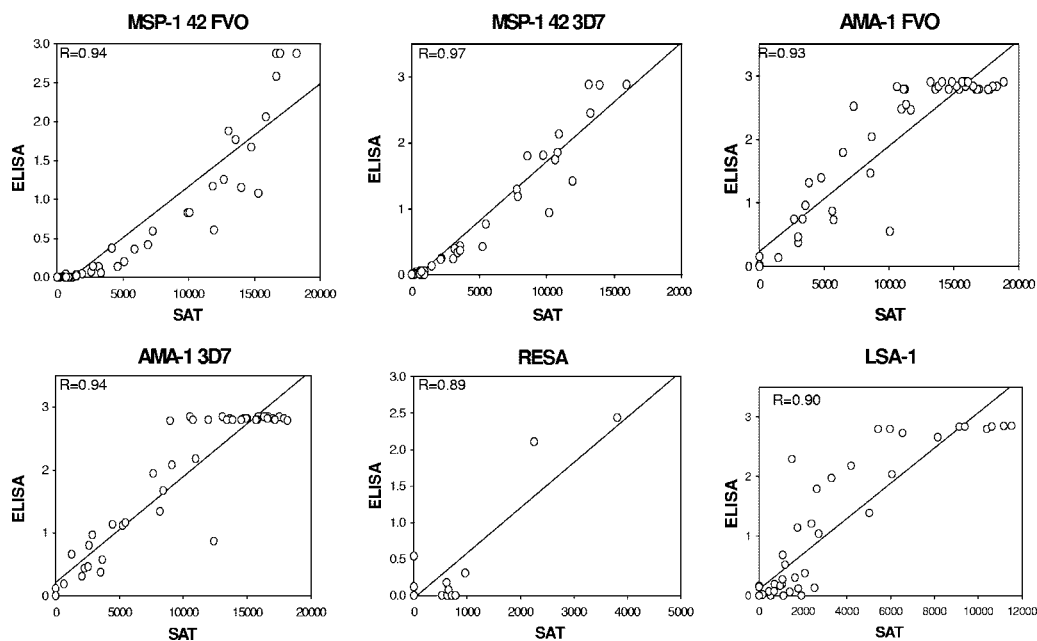 MSP-1 42 FVO
R=0.94
3.0
2.5
2.0
1.5
1.0
0.5
0.0
ELISA
0
5000
10000
15000
20000
SAT
MSP-1 42 3D7
R=0.97
3
2
1
0
ELISA
0
5000
10000
15000
20000
SAT
AMA-1 FVO
R=0.93
3
2
1
0
ELISA
0
5000
10000
15000
20000
SAT
AMA-1 3D7
R=0.94
3
2
1
0
ELISA
0
5000
10000
15000
20000
SAT
RESA
R=0.89
3.0
2.5
2.0
1.5
1.0
0.5
0.0
ELISA
0
1000
2000
3000
4000
5000
SAT
LSA-1
R=0.90
3
2
1
0
ELISA
0
2000
4000
6000
8000
10000
12000
SAT